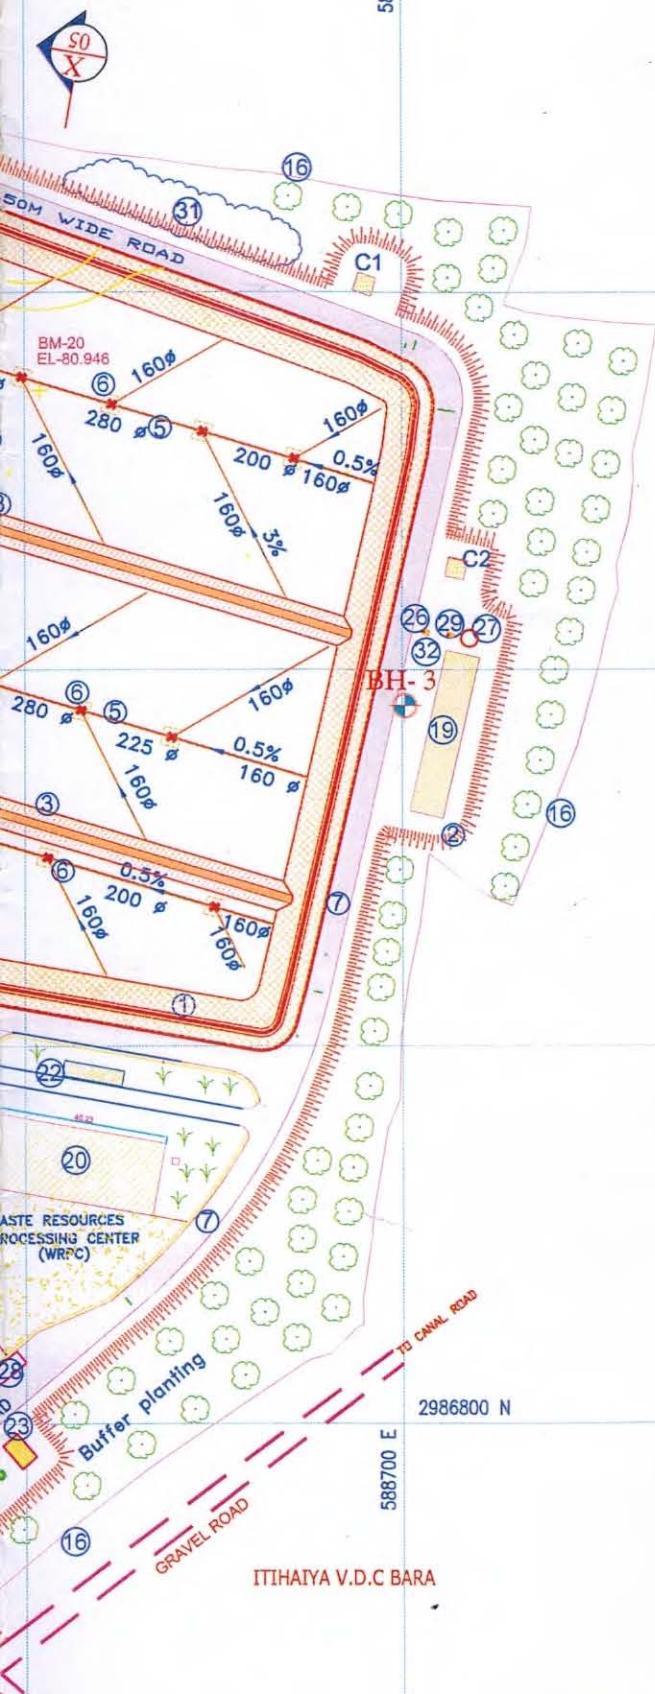 58
05
X
16
31
50M WIDE ROAD
C1
BM-20
EL-80.946
6
160ø
160ø
280 ø
5
200 ø
0.5%
160ø
160ø
160ø
3%
C2
26
29
27
32
160ø
BH- 3
6
160ø
280 ø
5
225 ø
0.5%
160 ø
19
160ø
3
16
2
6
0.5%
200 ø
7
160ø
160ø
160ø
1
22
20
ASTE RESOURCES
ROCESSING CENTER
(WRPC)
7
TO CANAL ROAD
28
Buffer planting
2986800 N
23
588700 E
16
GRAVEL ROAD
ITIHAIYA V.D.C BARA